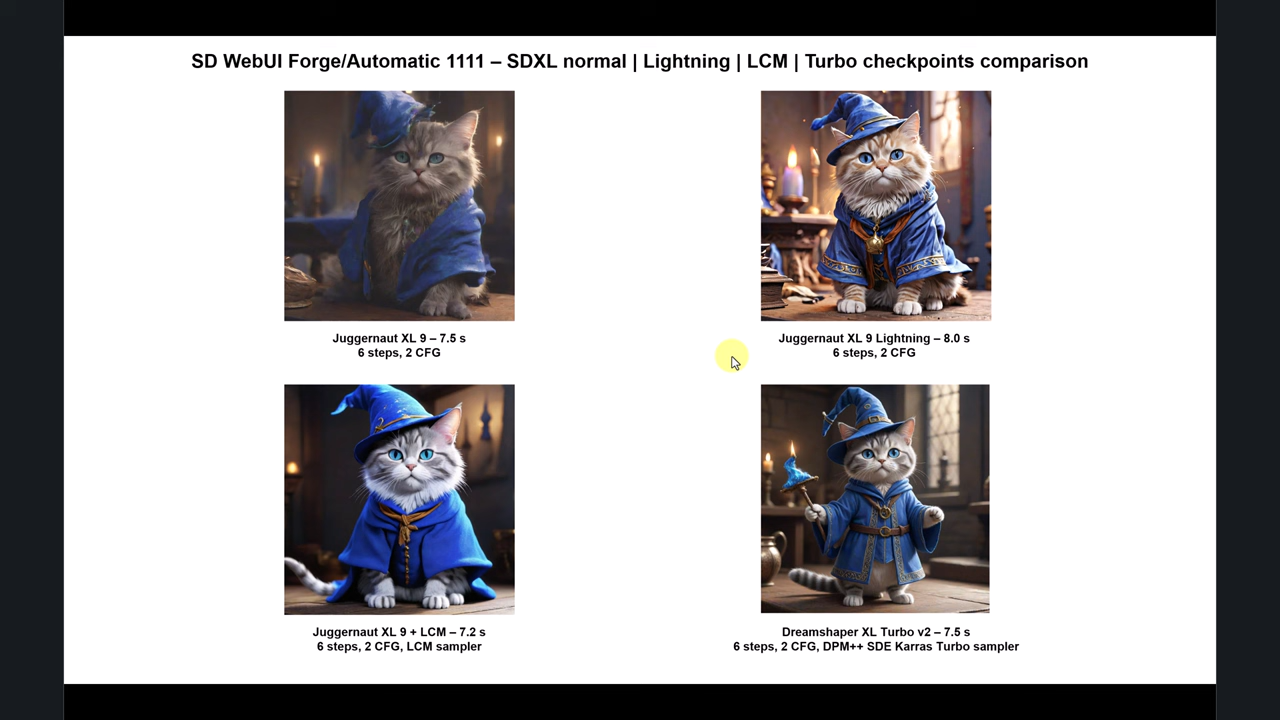 SD WebUI Forge/Automatic 1111 – SDXL normal | Lightning | LCM | Turbo checkpoints comparison
Juggernaut XL 9 – 7.5 s
6 steps, 2 CFG
Juggernaut XL 9 Lightning – 8.0 s
6 steps, 2 CFG
Juggernaut XL 9 + LCM – 7.2 s
6 steps, 2 CFG, LCM sampler
Dreamshaper XL Turbo v2 – 7.5 s
6 steps, 2 CFG, DPM++ SDE Karras Turbo sampler